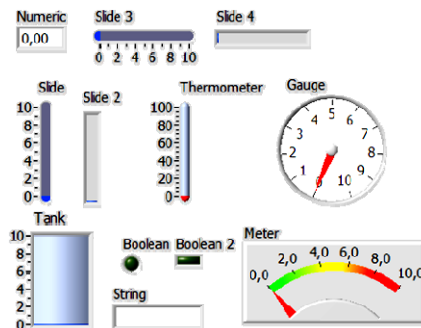 Numeric
0,00
Slide 3
0 2 4 6 8 10
Slide 4
Slide
10
8
6
4
2
0
Slide 2
Thermometer
100
80
60
40
20
0
Gauge
0 1 2 3 4 5 6 7 8 9 10
Tank
10
8
6
4
2
0
Boolean
Boolean 2
String
Meter
0,0 2,0 4,0 6,0 8,0 10,0